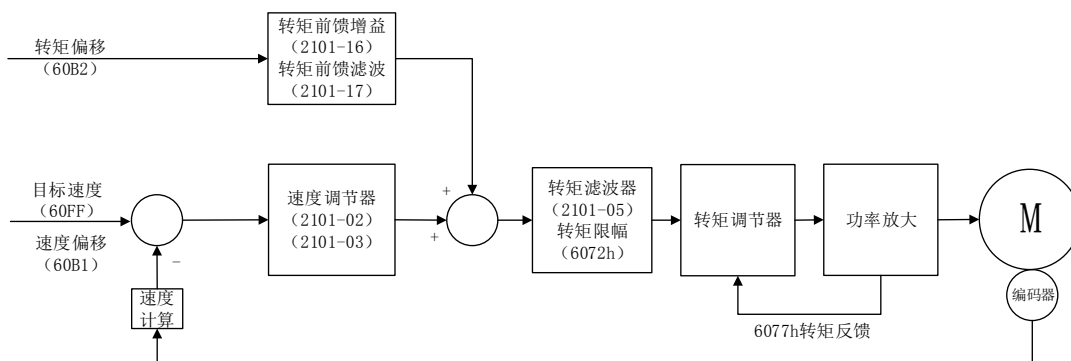 转矩偏移
(60B2)
转矩前馈增益
(2101-16)
转矩前馈滤波
(2101-17)
目标速度
(60FF)
速度偏移
(60B1)
-
速度
计算
速度调节器
(2101-02)
(2101-03)
+
+
转矩滤波器
(2101-05)
转矩限幅
(6072h)
转矩调节器
功率放大
6077h转矩反馈
M
编码器